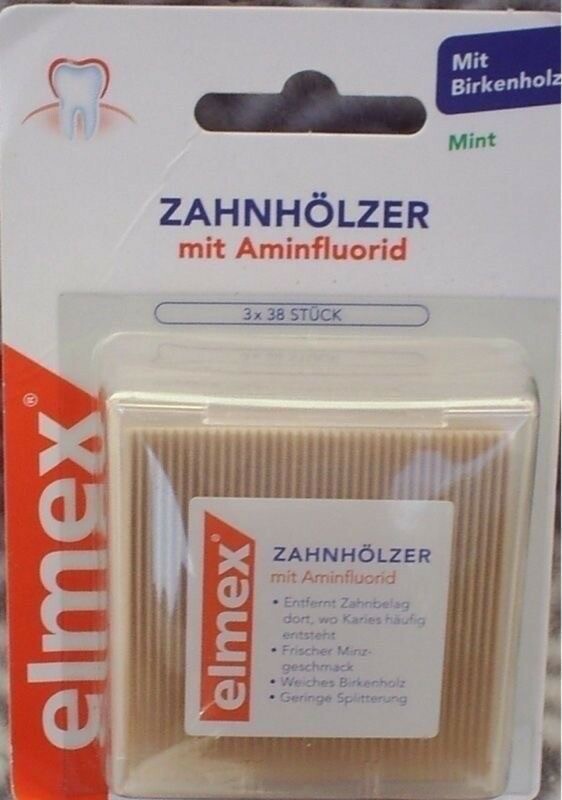 Mit
Birkenholz
Mint
ZAHNHÖLZER
mit Aminfluorid
3 x 38 STÜCK
elmex®
elmex®
ZAHNHÖLZER
mit Aminfluorid
• Entfernt Zahnbelag
dort, wo Karies häufig
entsteht
• Frischer Minz-
geschmack
• Weiches Birkenholz
• Geringe Splitterung